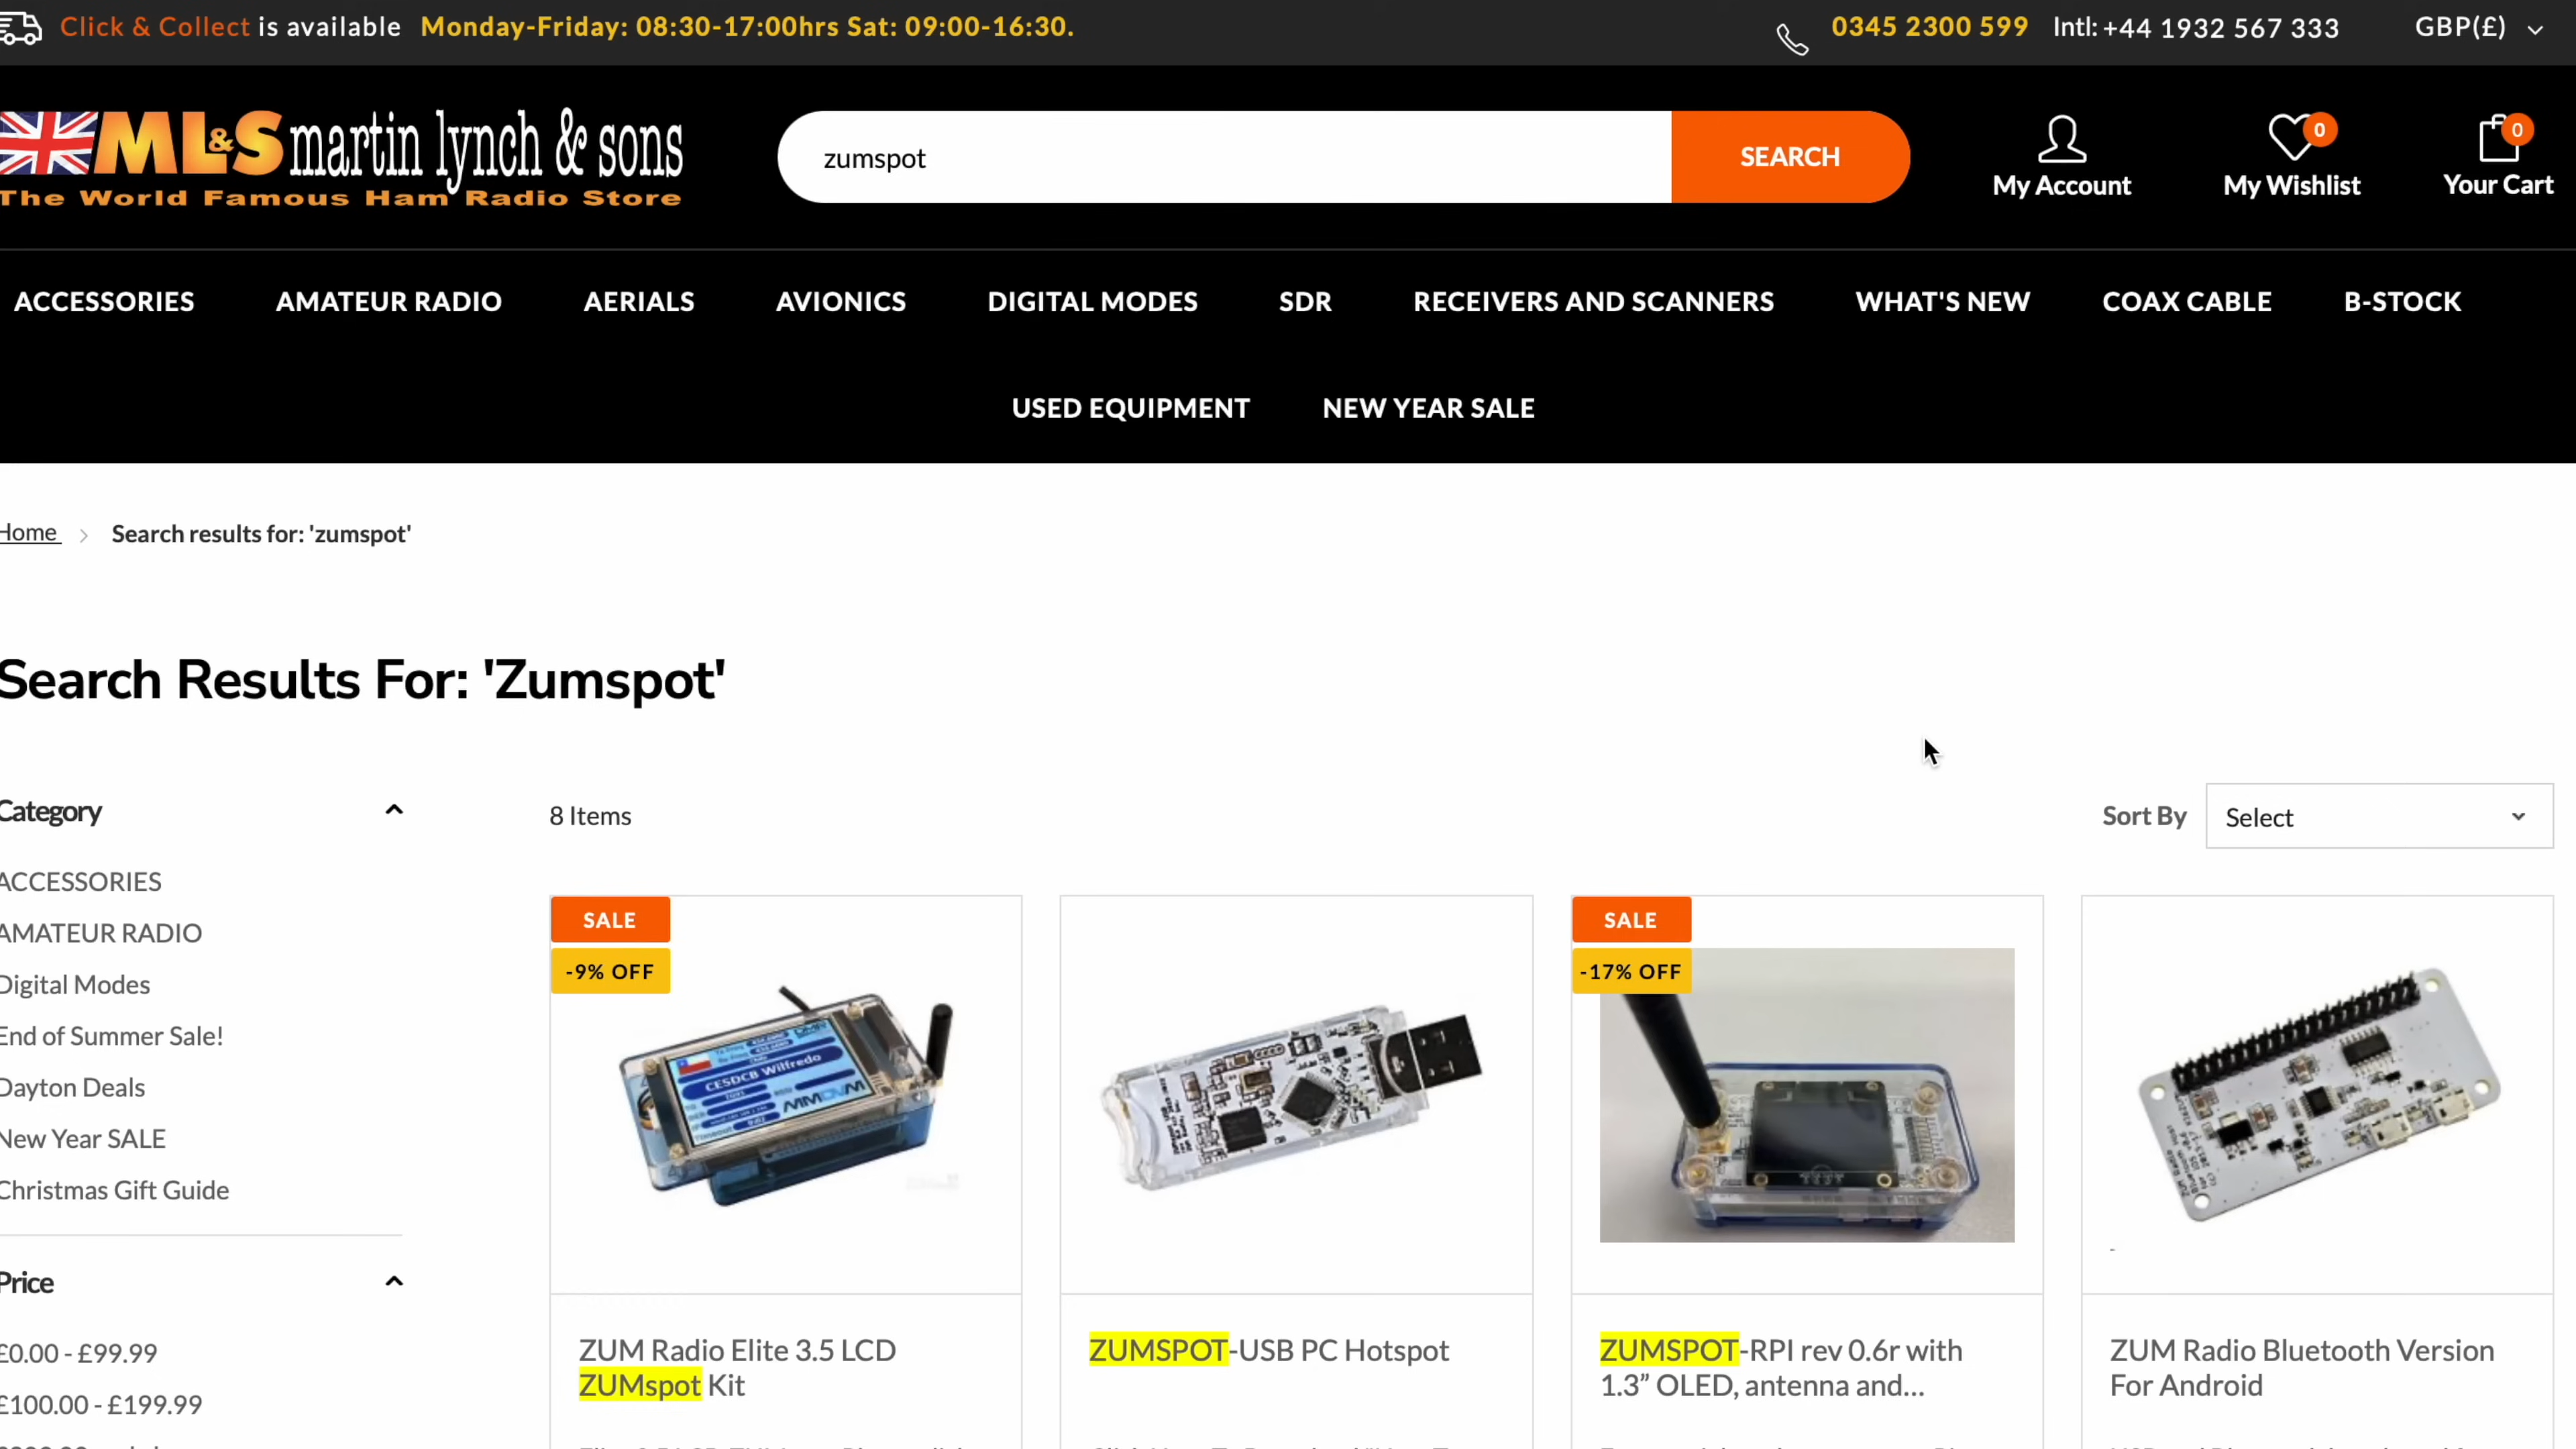 Click & Collect is available Monday-Friday: 08:30-17:00hrs Sat: 09:00-16:30.
0345 2300 599 Intl: +44 1932 567 333 GBP(£)
ML&S martin lynch & sons
The World Famous Ham Radio Store
zumspot
SEARCH
My Account
0
My Wishlist
0
Your Cart
ACCESSORIES AMATEUR RADIO AERIALS AVIONICS DIGITAL MODES SDR RECEIVERS AND SCANNERS WHAT'S NEW COAX CABLE B-STOCK
USED EQUIPMENT NEW YEAR SALE
Home Search results for: 'zumspot'
Search Results For: 'Zumspot'
Category
ACCESSORIES
AMATEUR RADIO
Digital Modes
End of Summer Sale!
Dayton Deals
New Year SALE
Christmas Gift Guide
Price
£0.00 - £99.99
£100.00 - £199.99
8 Items
Sort By Select
SALE
-9% OFF
CE5DCB Wilfredo
MMDVM
ZUM Radio Elite 3.5 LCD
ZUMspot Kit
ZUMSPOT-USB PC Hotspot
SALE
-17% OFF
ZUMSPOT-RPI rev 0.6r with
1.3” OLED, antenna and...
ZUM Radio Bluetooth Version
For Android